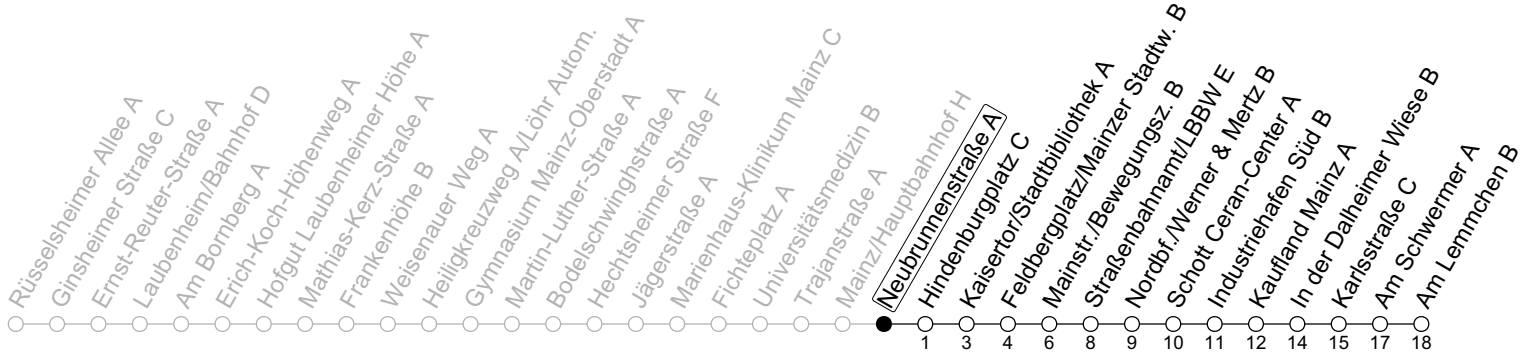 Rüsselsheimer Allee A
Ginsheimer Straße C
Ernst-Reuter-Straße A
Laubenheim/Bahnhof D
Am Bornberg A
Erich-Koch-Höhenweg A
Hofgut Laubenheimer Höhe A
Mathias-Kerz-Straße A
Frankenhöhe B
Weisenauer Weg A
Heiligkreuzweg A/Löhr Autom.
Gymnasium Mainz-Oberstadt A
Martin-Luther-Straße A
Bodelschwinghstraße A
Hechtsheimer Straße F
Jägerstraße A
Marienhaus-Klinikum Mainz C
Fichteplatz A
Universitätsmedizin B
Trajanstraße A
Mainz/Hauptbahnhof H
Neubrunnenstraße A
Hindenburgplatz C
Kaisertor/Stadtbibliothek A
Feldbergplatz/Mainzer Stadtw. B
Mainstr./Bewegungsz. B
Straßenbahnamt/LBBW E
Nordbf./Werner & Mertz B
Schott Ceran-Center A
Industriehafen Süd B
Kaufland Mainz A
In der Dalheimer Wiese B
Karlsstraße C
Am Schwermer A
Am Lemmchen B
1 3 4 6 8 9 10 11 12 14 15 17 18